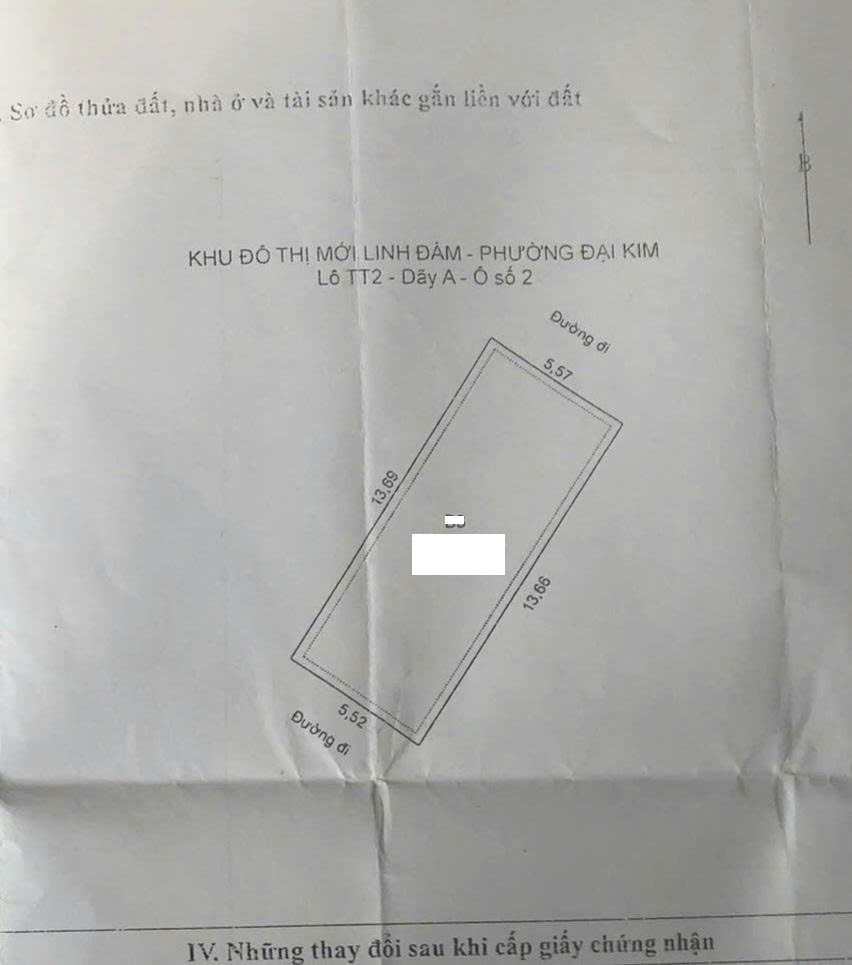 . Sơ đồ thửa đất, nhà ở và tài sản khác gắn liền với đất
B
KHU ĐÔ THỊ MỚI LINH ĐÀM - PHƯỜNG ĐẠI KIM
Lô TT2 - Dãy A - Ô số 2
Đường đi
5,57
13,69
13,66
5,52
Đường đi
IV. Những thay đổi sau khi cấp giấy chứng nhận